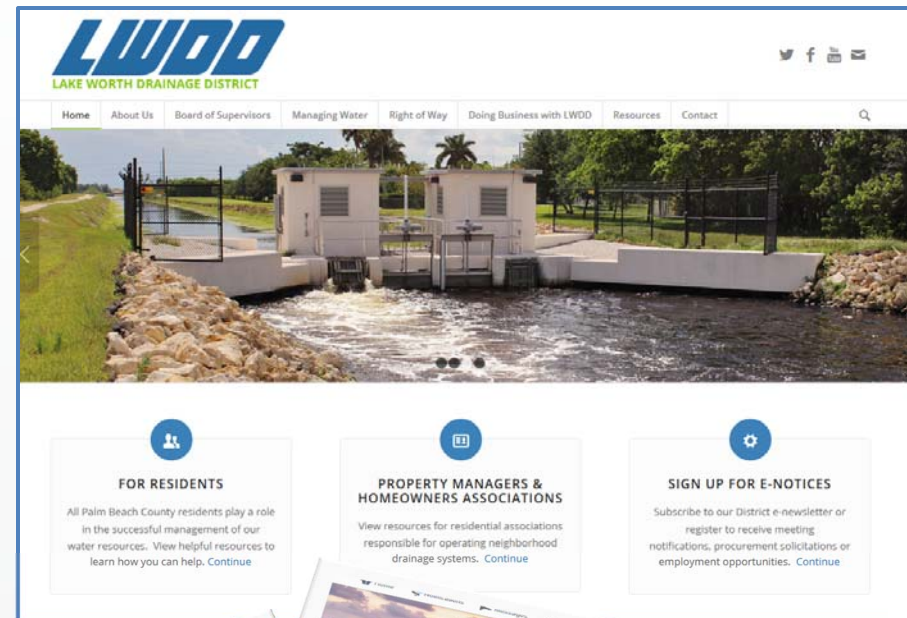 LWDD
LAKE WORTH DRAINAGE DISTRICT
Home About Us Board of Supervisors Managing Water Right of Way Doing Business with LWDD Resources Contact
FOR RESIDENTS
All Palm Beach County residents play a role
in the successful management of our
water resources. View helpful resources to
learn how you can help. Continue
PROPERTY MANAGERS &
HOMEOWNERS ASSOCIATIONS
View resources for residential associations
responsible for operating neighborhood
drainage systems. Continue
SIGN UP FOR E-NOTICES
Subscribe to our District e-newsletter or
register to receive meeting
notifications, procurement solicitations or
employment opportunities. Continue